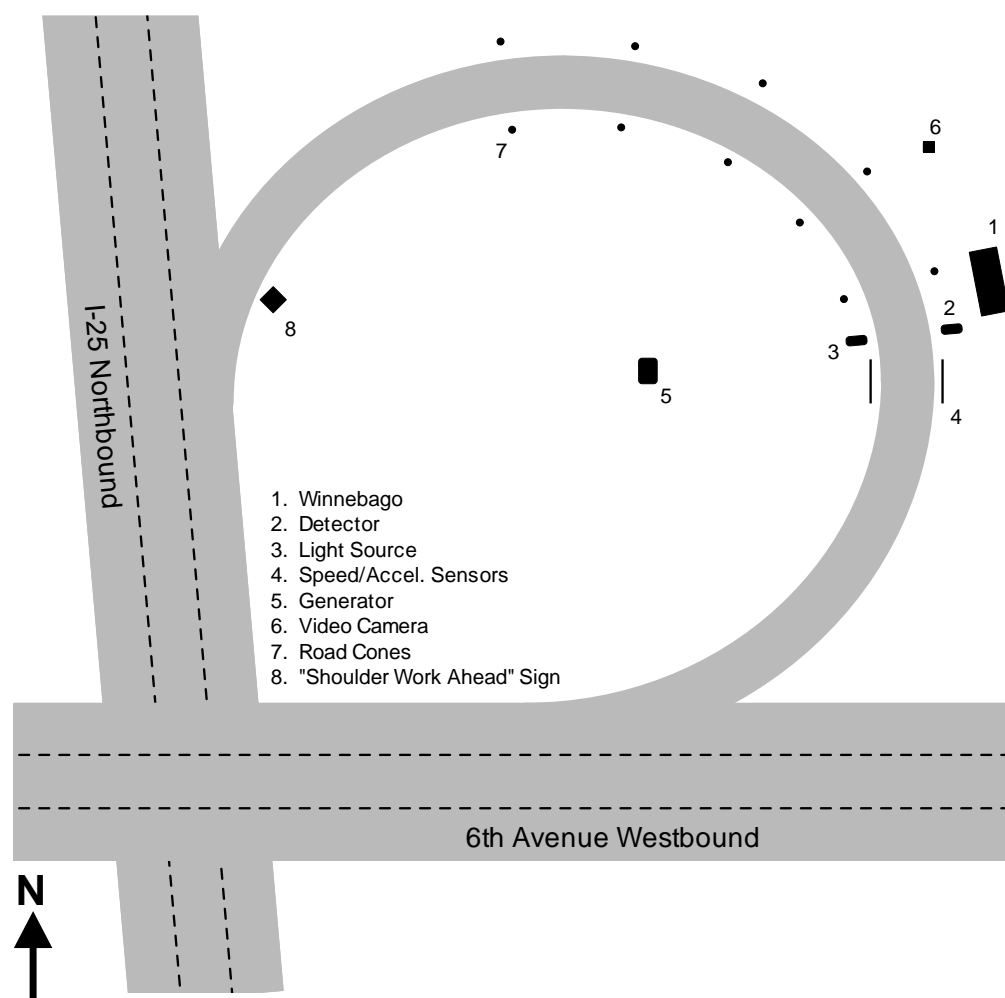 7
6
1
2
3
8
5
4
I-25 Northbound
1. Winnebago
2. Detector
3. Light Source
4. Speed/Accel. Sensors
5. Generator
6. Video Camera
7. Road Cones
8. "Shoulder Work Ahead" Sign
6th Avenue Westbound
N